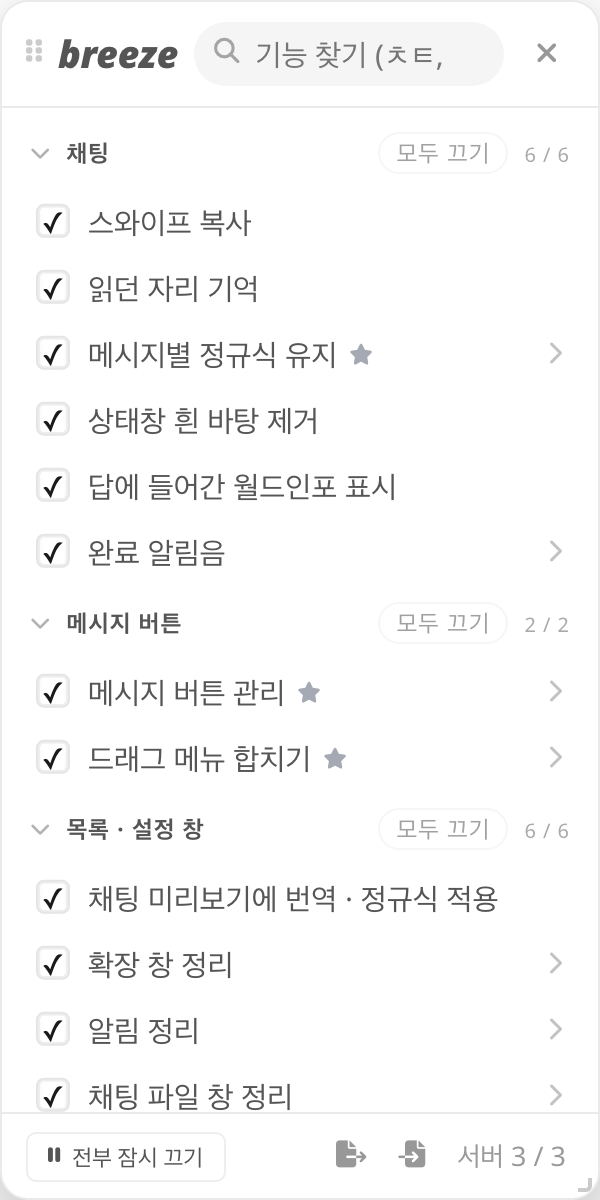 breeze
기능 찾기 (ㅊㅌ,
채팅
모두 끄기
6 / 6
스와이프 복사
읽던 자리 기억
메시지별 정규식 유지
상태창 흰 바탕 제거
답에 들어간 월드인포 표시
완료 알림음
메시지 버튼
모두 끄기
2 / 2
메시지 버튼 관리
드래그 메뉴 합치기
목록 · 설정 창
모두 끄기
6 / 6
채팅 미리보기에 번역 · 정규식 적용
확장 창 정리
알림 정리
채팅 파일 창 정리
전부 잠시 끄기
서버 3 / 3